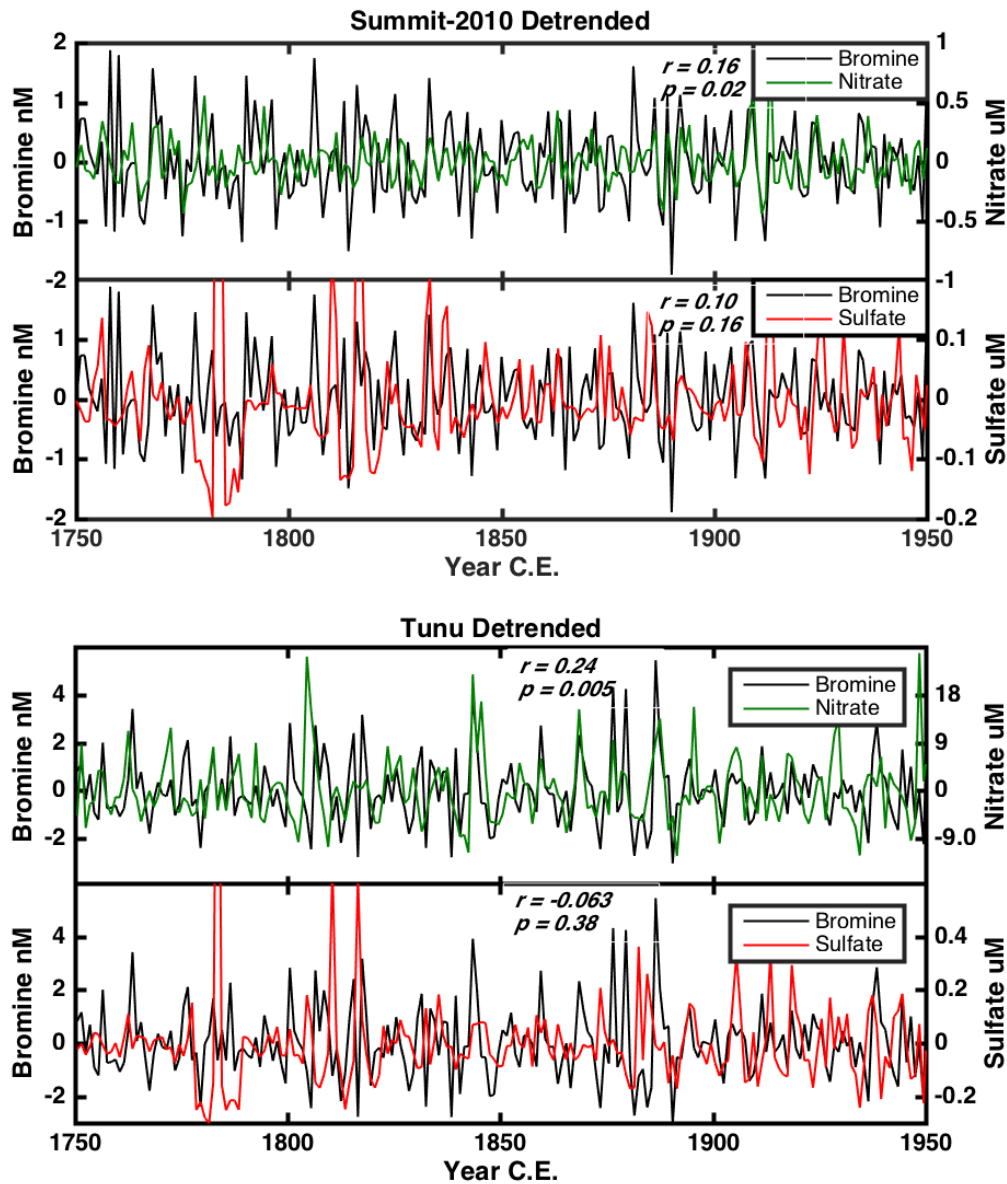 Summit-2010 Detrended
2
1
0
-1
-2
Bromine nM
r = 0.16
p = 0.02
Bromine
Nitrate
1
0.5
0
-0.5
-1
Nitrate uM
1
0
-1
-2
Bromine nM
r = 0.10
p = 0.16
Bromine
Sulfate
0.1
0
-0.1
-0.2
Sulfate uM
1750 1800 1850 1900 1950
Year C.E.
Tunu Detrended
4
2
0
-2
Bromine nM
r = 0.24
p = 0.005
Bromine
Nitrate
18
9
0
-9.0
Nitrate uM
4
2
0
-2
Bromine nM
r = -0.063
p = 0.38
Bromine
Sulfate
0.4
0.2
0
-0.2
Sulfate uM
1750 1800 1850 1900 1950
Year C.E.